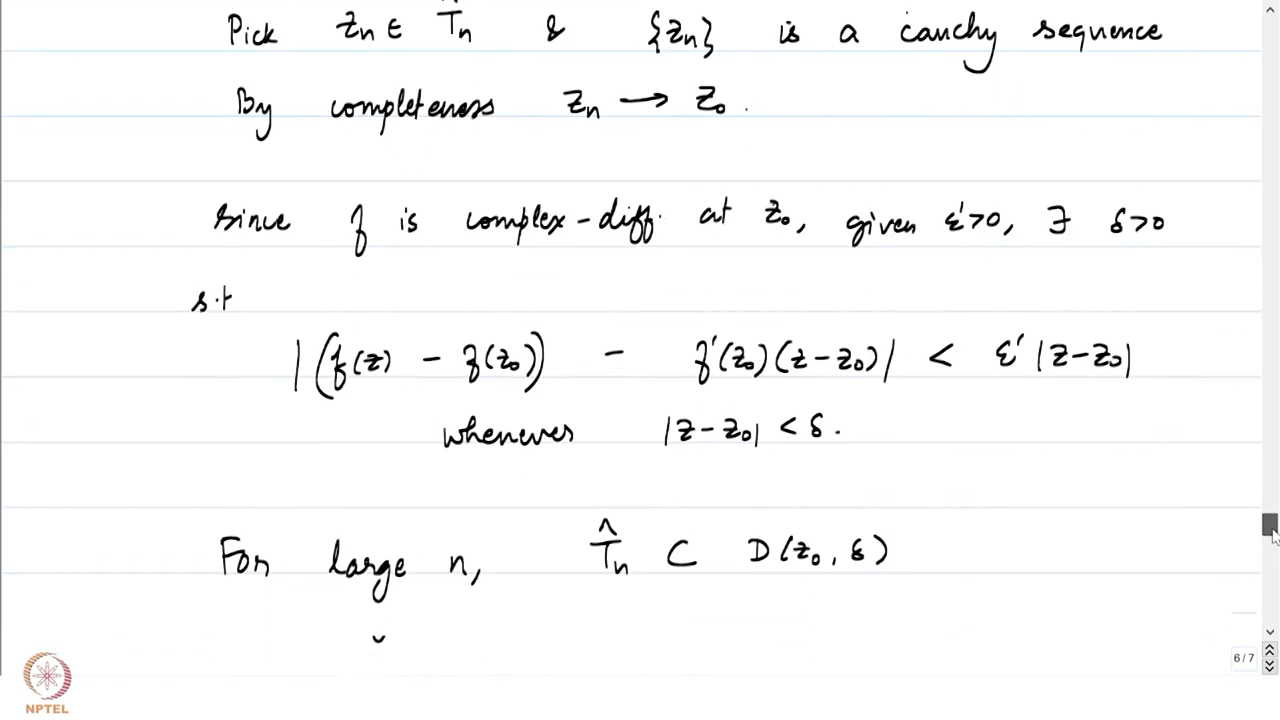 Pick zₙ ∈ T̂ₙ & {zₙ} is a cauchy sequence
By completeness zₙ ⟶ z₀.
since f is complex-diff. at z₀, given ε'>0, ∃ δ>0
s.t
|(f(z) - f(z₀)) - f'(z₀)(z-z₀)| < ε'|z-z₀|
whenever |z-z₀| < δ.
For large n, T̂ₙ ⊂ D(z₀, δ)
6/7
NPTEL